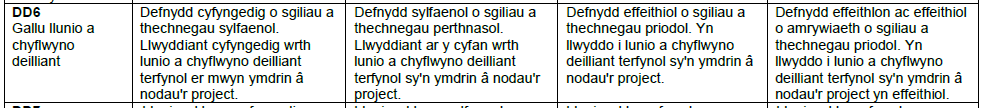 DD6
Gallu llunio a
chyflwyno
deilliant
Defnydd cyfyngedig o sgiliau a
thechnegau sylfaenol.
Llwyddiant cyfyngedig wrth
lunio a chyflwyno deilliant
terfynol er mwyn ymdrin â
nodau'r project.
Defnydd sylfaenol o sgiliau a
thechnegau perthnasol.
Llwyddiant ar y cyfan wrth
lunio a chyflwyno deilliant
terfynol sy'n ymdrin â nodau'r
project.
Defnydd effeithiol o sgiliau a
thechnegau priodol. Yn
llwyddo i lunio a chyflwyno
deilliant terfynol sy'n ymdrin â
nodau'r project.
Defnydd effeithlon ac effeithiol
o amrywiaeth o sgiliau a
thechnegau priodol. Yn
llwyddo i lunio a chyflwyno
deilliant terfynol sy'n ymdrin â
nodau'r project yn effeithiol.